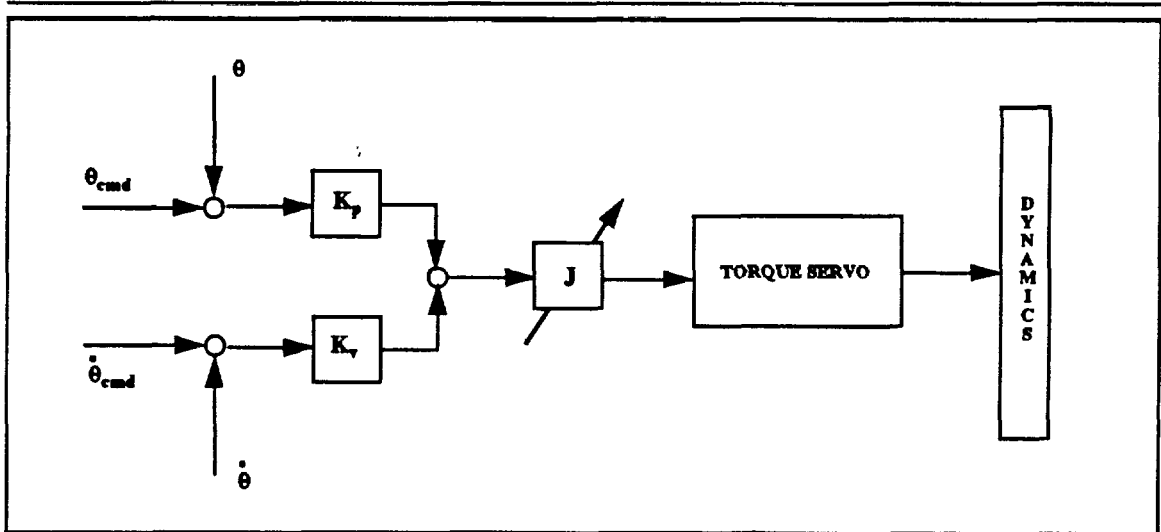 θ
θcmd
Kp
J
TORQUE SERVO
DYNAMICS
Kv
θ̇cmd
θ̇